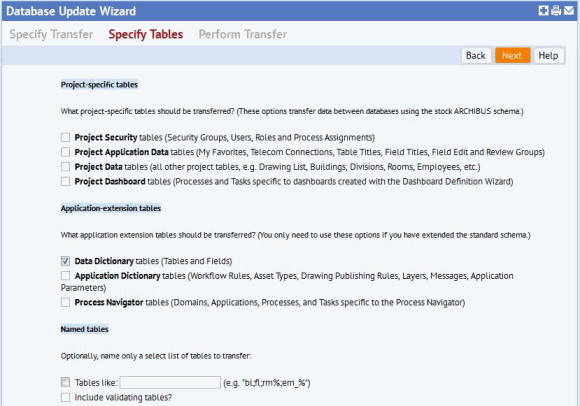 Database Update Wizard
Specify Transfer Specify Tables Perform Transfer
Back Next Help
Project-specific tables
What project-specific tables should be transferred? (These options transfer data between databases using the stock ARCHIBUS schema.)
Project Security tables (Security Groups, Users, Roles and Process Assignments)
Project Application Data (My Favorites, Telecom Connections, Table Titles, Field Titles, Field Edit and Review Groups)
Project Data tables (all other project tables, e.g. Drawing List, Buildings, Divisions, Rooms, Employees, etc.)
Project Dashboard tables (Processes and Tasks specific to dashboards created with the Dashboard Definition Wizard)
Application-extension tables
What application extension tables should be transferred? (You only need to use these options if you have extended the standard schema.)
Data Dictionary tables (Tables and Fields)
Application Dictionary tables (Workflow Rules, Asset Types, Drawing Publishing Rules, Layers, Messages, Application
Parameters)
Process Navigator tables (Domains, Applications, Processes, and Tasks specific to the Process Navigator)
Named tables
Optionally, name only a select list of tables to transfer:
Tables like: (e.g. "bl;fl;rm%;em_%")
Include validating tables?